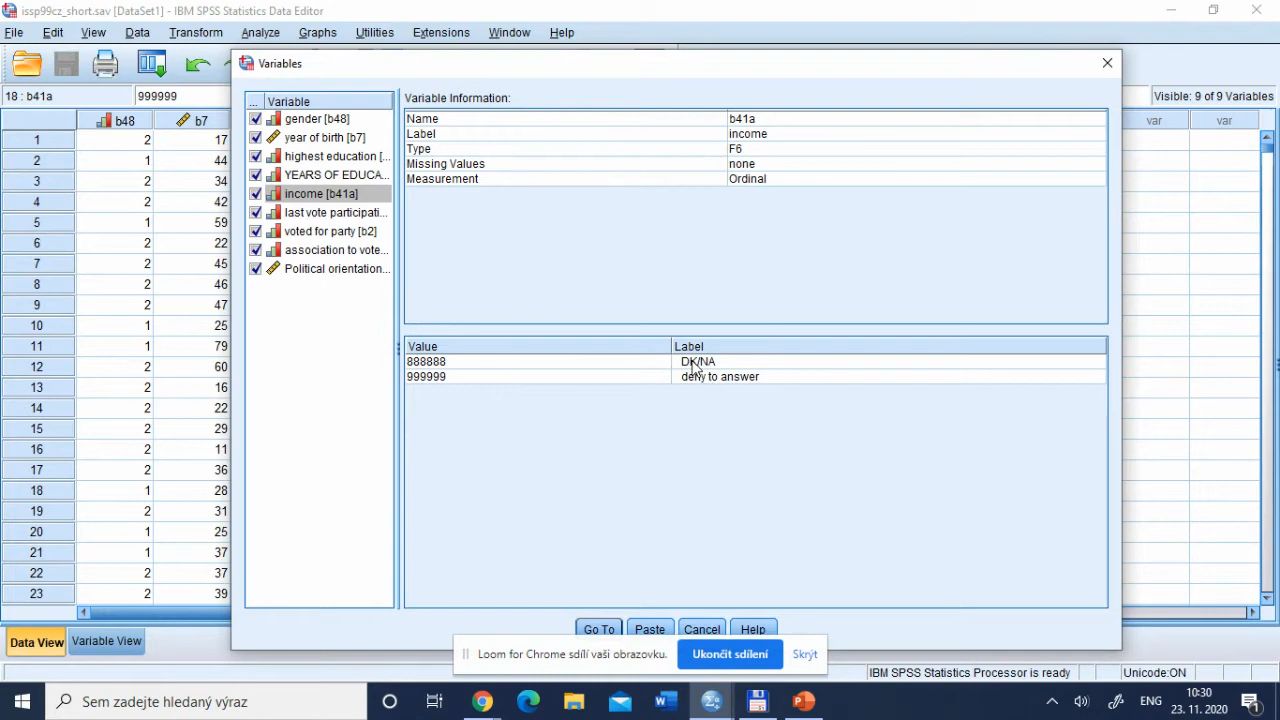 issp99cz_short.sav [DataSet1] - IBM SPSS Statistics Data Editor
File Edit View Data Transform Analyze Graphs Utilities Extensions Window Help
18 : b41a 999999 Visible: 9 of 9 Variables
b48 b7 var var
1 2 17
2 1 44
3 2 34
4 2 42
5 1 59
6 2 22
7 2 45
8 2 46
9 2 47
10 1 25
11 1 79
12 2 60
13 2 16
14 2 22
15 2 29
16 2 11
17 2 36
18 1 28
19 2 31
20 1 25
21 1 37
22 2 37
23 2 39
Variables
... Variable
gender [b48]
year of birth [b7]
highest education [...
YEARS OF EDUCA...
income [b41a]
last vote participati...
voted for party [b2]
association to vote...
Political orientation...
Variable Information:
Name b41a
Label income
Type F6
Missing Values none
Measurement Ordinal
Value Label
888888 DK/NA
999999 deny to answer
Go To Paste Cancel Help
Data View Variable View
Loom for Chrome sdílí vaši obrazovku. Ukončit sdílení Skrýt
IBM SPSS Statistics Processor is ready Unicode:ON
Sem zadejte hledaný výraz
ENG
10:30
23. 11. 2020
1